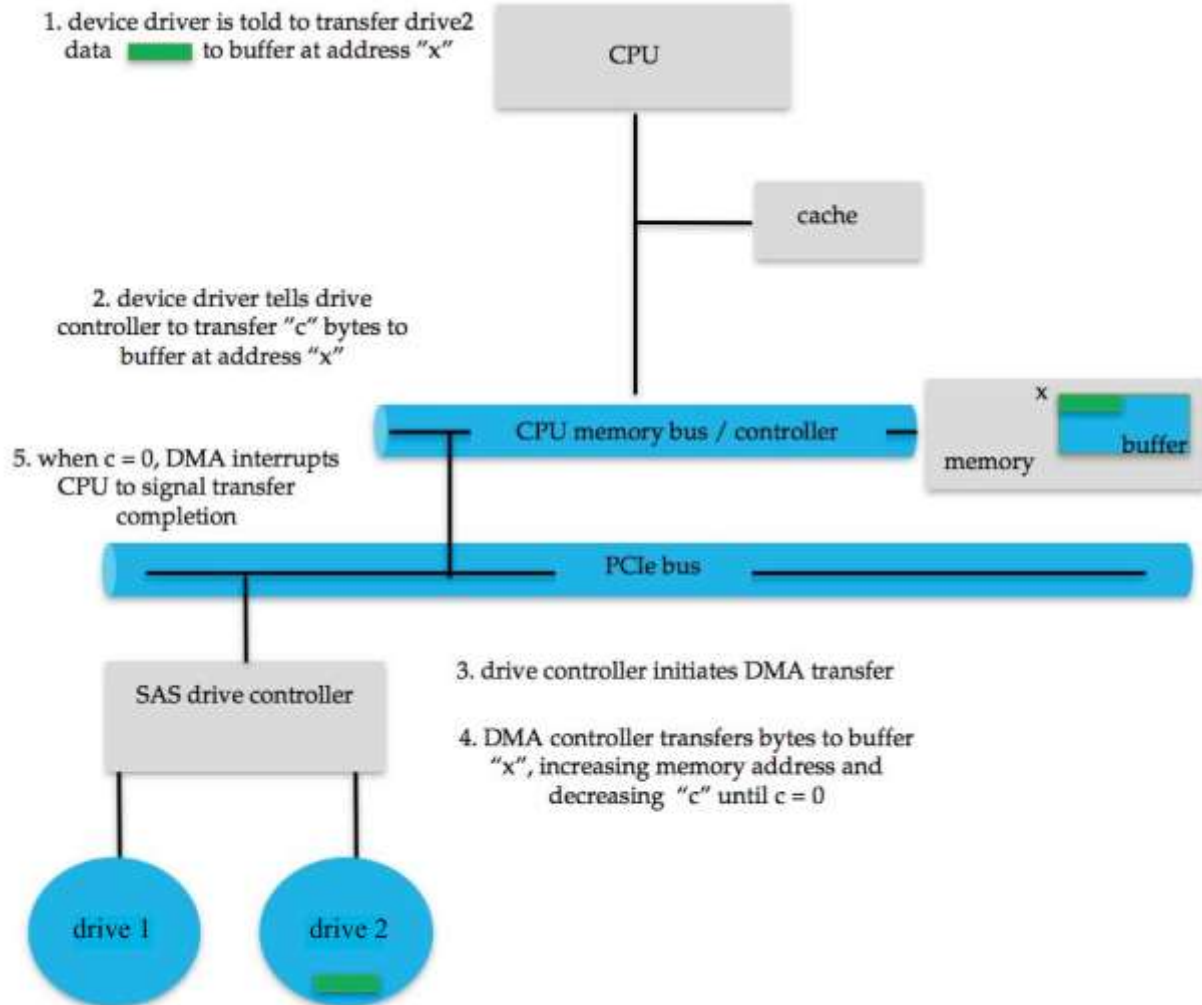 1. device driver is told to transfer drive2
data to buffer at address "x"
CPU
cache
2. device driver tells drive
controller to transfer "c" bytes to
buffer at address "x"
CPU memory bus / controller
x
buffer
memory
5. when c = 0, DMA interrupts
CPU to signal transfer
completion
PCIe bus
SAS drive controller
3. drive controller initiates DMA transfer
4. DMA controller transfers bytes to buffer
"x", increasing memory address and
decreasing "c" until c = 0
drive 1
drive 2